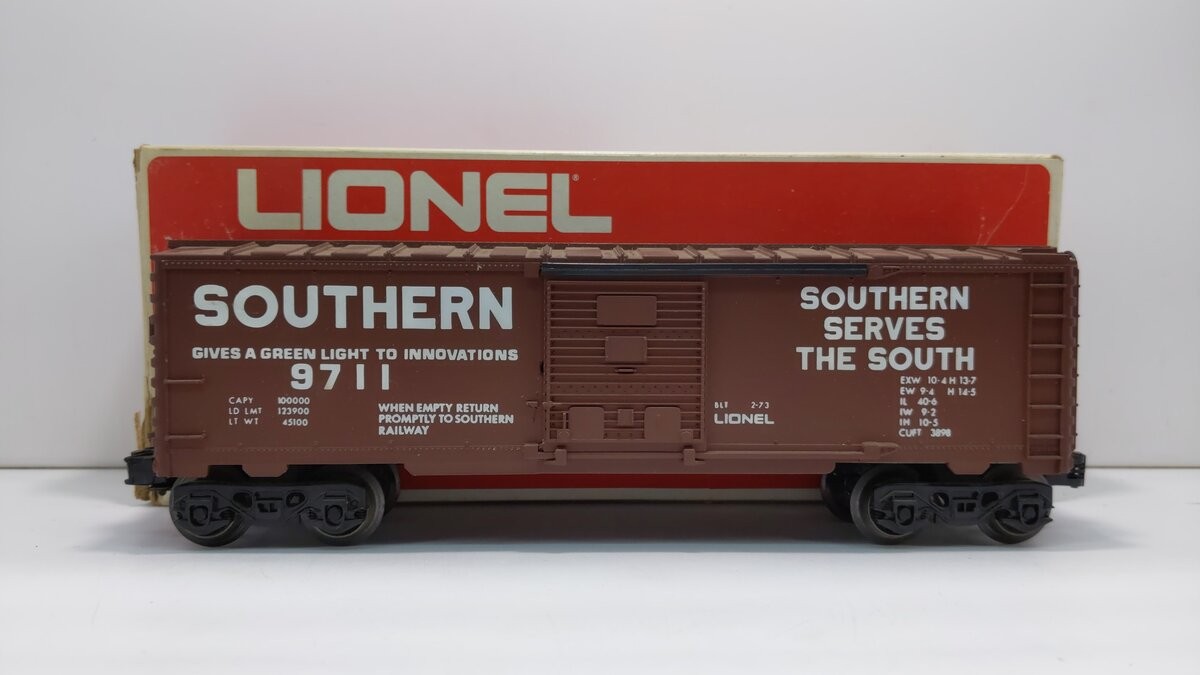 LIONEL®
SOUTHERN
GIVES A GREEN LIGHT TO INNOVATIONS
9711
CAPY 100000
LD LMT 123900
LT WT 45100
WHEN EMPTY RETURN
PROMPTLY TO SOUTHERN
RAILWAY
BLT 2-73
LIONEL
SOUTHERN
SERVES
THE SOUTH
EXW 10-4 H 13-7
EW 9-4 H 14-5
IL 40-6
IW 9-2
IH 10-5
CUFT 3898